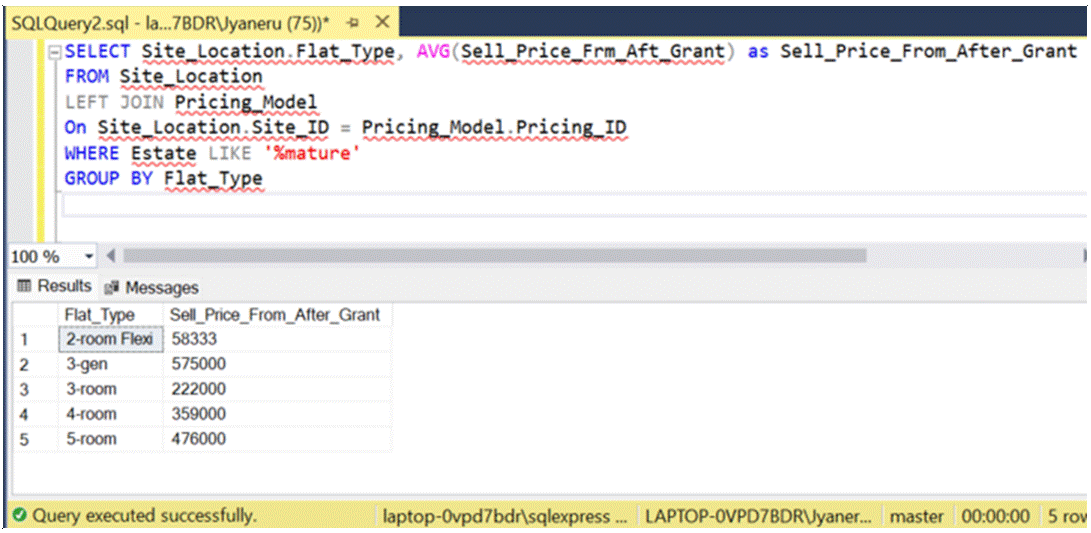 SQLQuery2.sql - la...7BDR\Jyaneru (75))*
SELECT Site_Location.Flat_Type, AVG(Sell_Price_Frm_Aft_Grant) as Sell_Price_From_After_Grant
FROM Site_Location
LEFT JOIN Pricing_Model
On Site_Location.Site_ID = Pricing_Model.Pricing_ID
WHERE Estate LIKE '%mature'
GROUP BY Flat_Type
100 %
Results Messages
Flat_Type Sell_Price_From_After_Grant
1 2-room Flexi 58333
2 3-gen 575000
3 3-room 222000
4 4-room 359000
5 5-room 476000
Query executed successfully. laptop-0vpd7bdr\sqlexpress ... LAPTOP-0VPD7BDR\Jyaner... master 00:00:00 5 rov